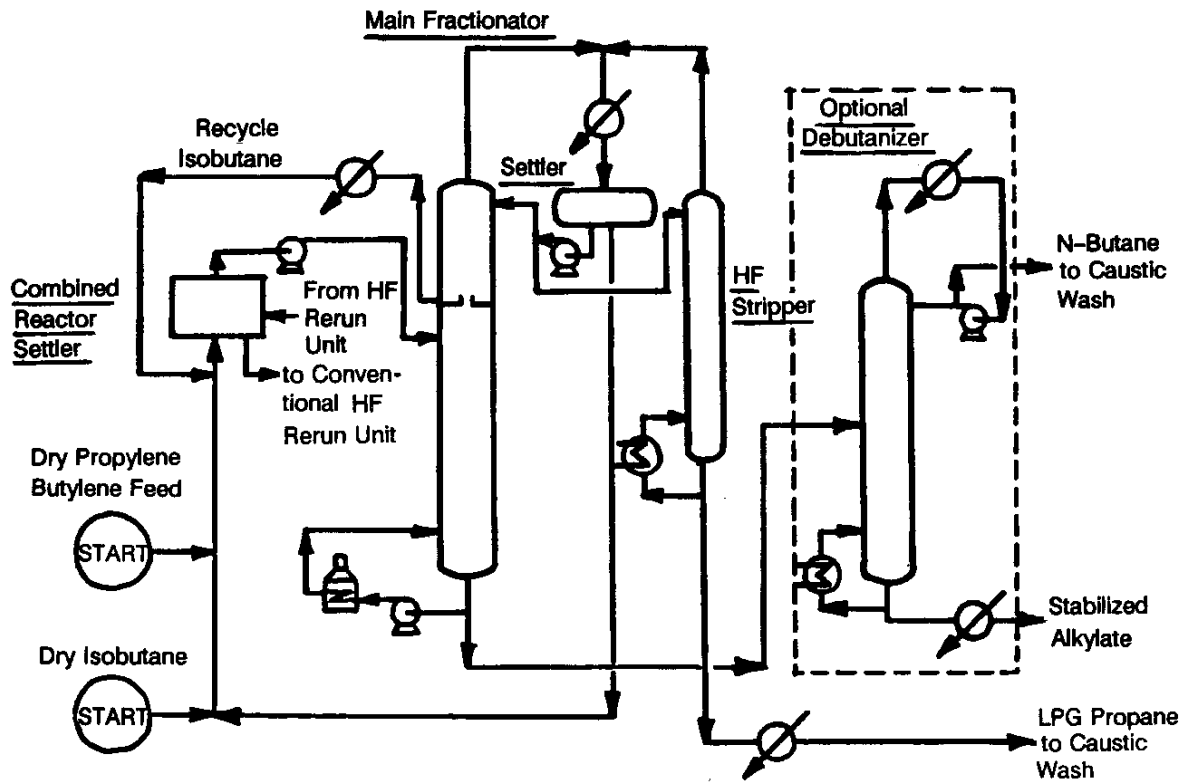 Main Fractionator
Recycle
Isobutane
Settler
Optional
Debutanizer
N-Butane
to Caustic
Wash
Combined
Reactor
Settler
From HF
Rerun
Unit
to Conven-
tional HF
Rerun Unit
HF
Stripper
Dry Propylene
Butylene Feed
START
Dry Isobutane
START
Stabilized
Alkylate
LPG Propane
to Caustic
Wash